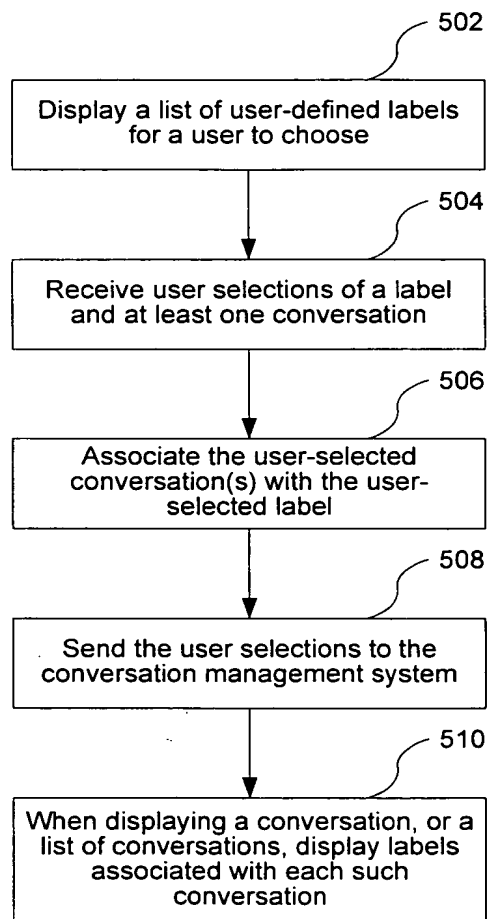 502
Display a list of user-defined labels
for a user to choose
504
Receive user selections of a label
and at least one conversation
506
Associate the user-selected
conversation(s) with the user-
selected label
508
Send the user selections to the
conversation management system
510
When displaying a conversation, or a
list of conversations, display labels
associated with each such
conversation